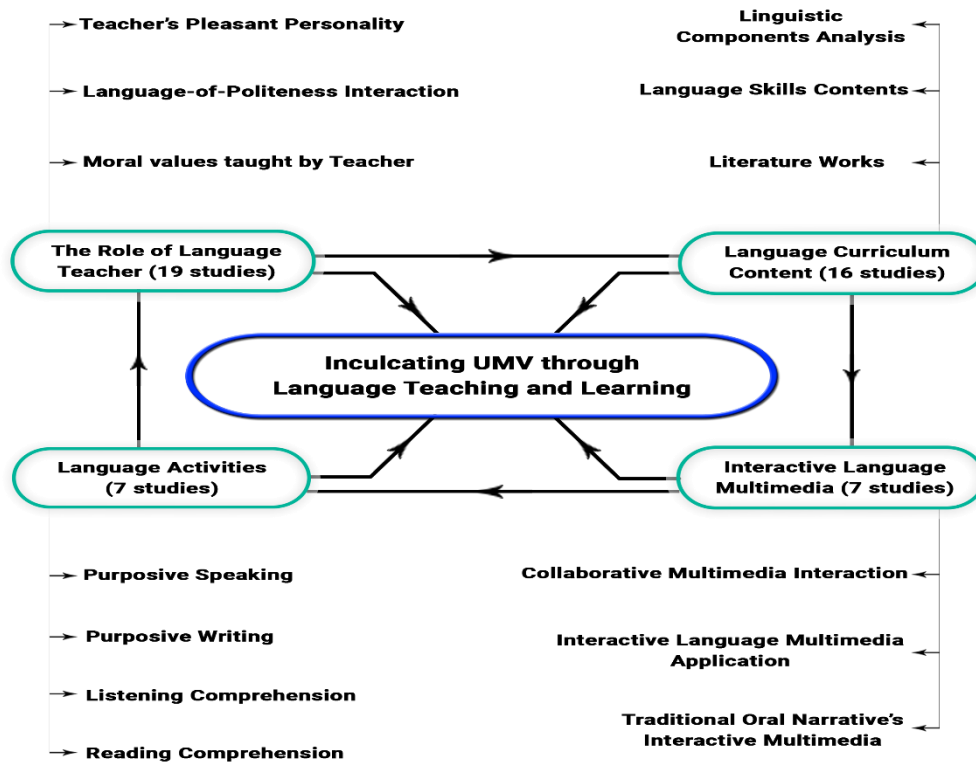 Teacher’s Pleasant Personality
Language-of-Politeness Interaction
Moral values taught by Teacher
Linguistic
Components Analysis
Language Skills Contents
Literature Works
The Role of Language
Teacher (19 studies)
Language Curriculum
Content (16 studies)
Inculcating UMV through
Language Teaching and Learning
Language Activities
(7 studies)
Interactive Language
Multimedia (7 studies)
Purposive Speaking
Purposive Writing
Listening Comprehension
Reading Comprehension
Collaborative Multimedia Interaction
Interactive Language Multimedia
Application
Traditional Oral Narrative’s
Interactive Multimedia